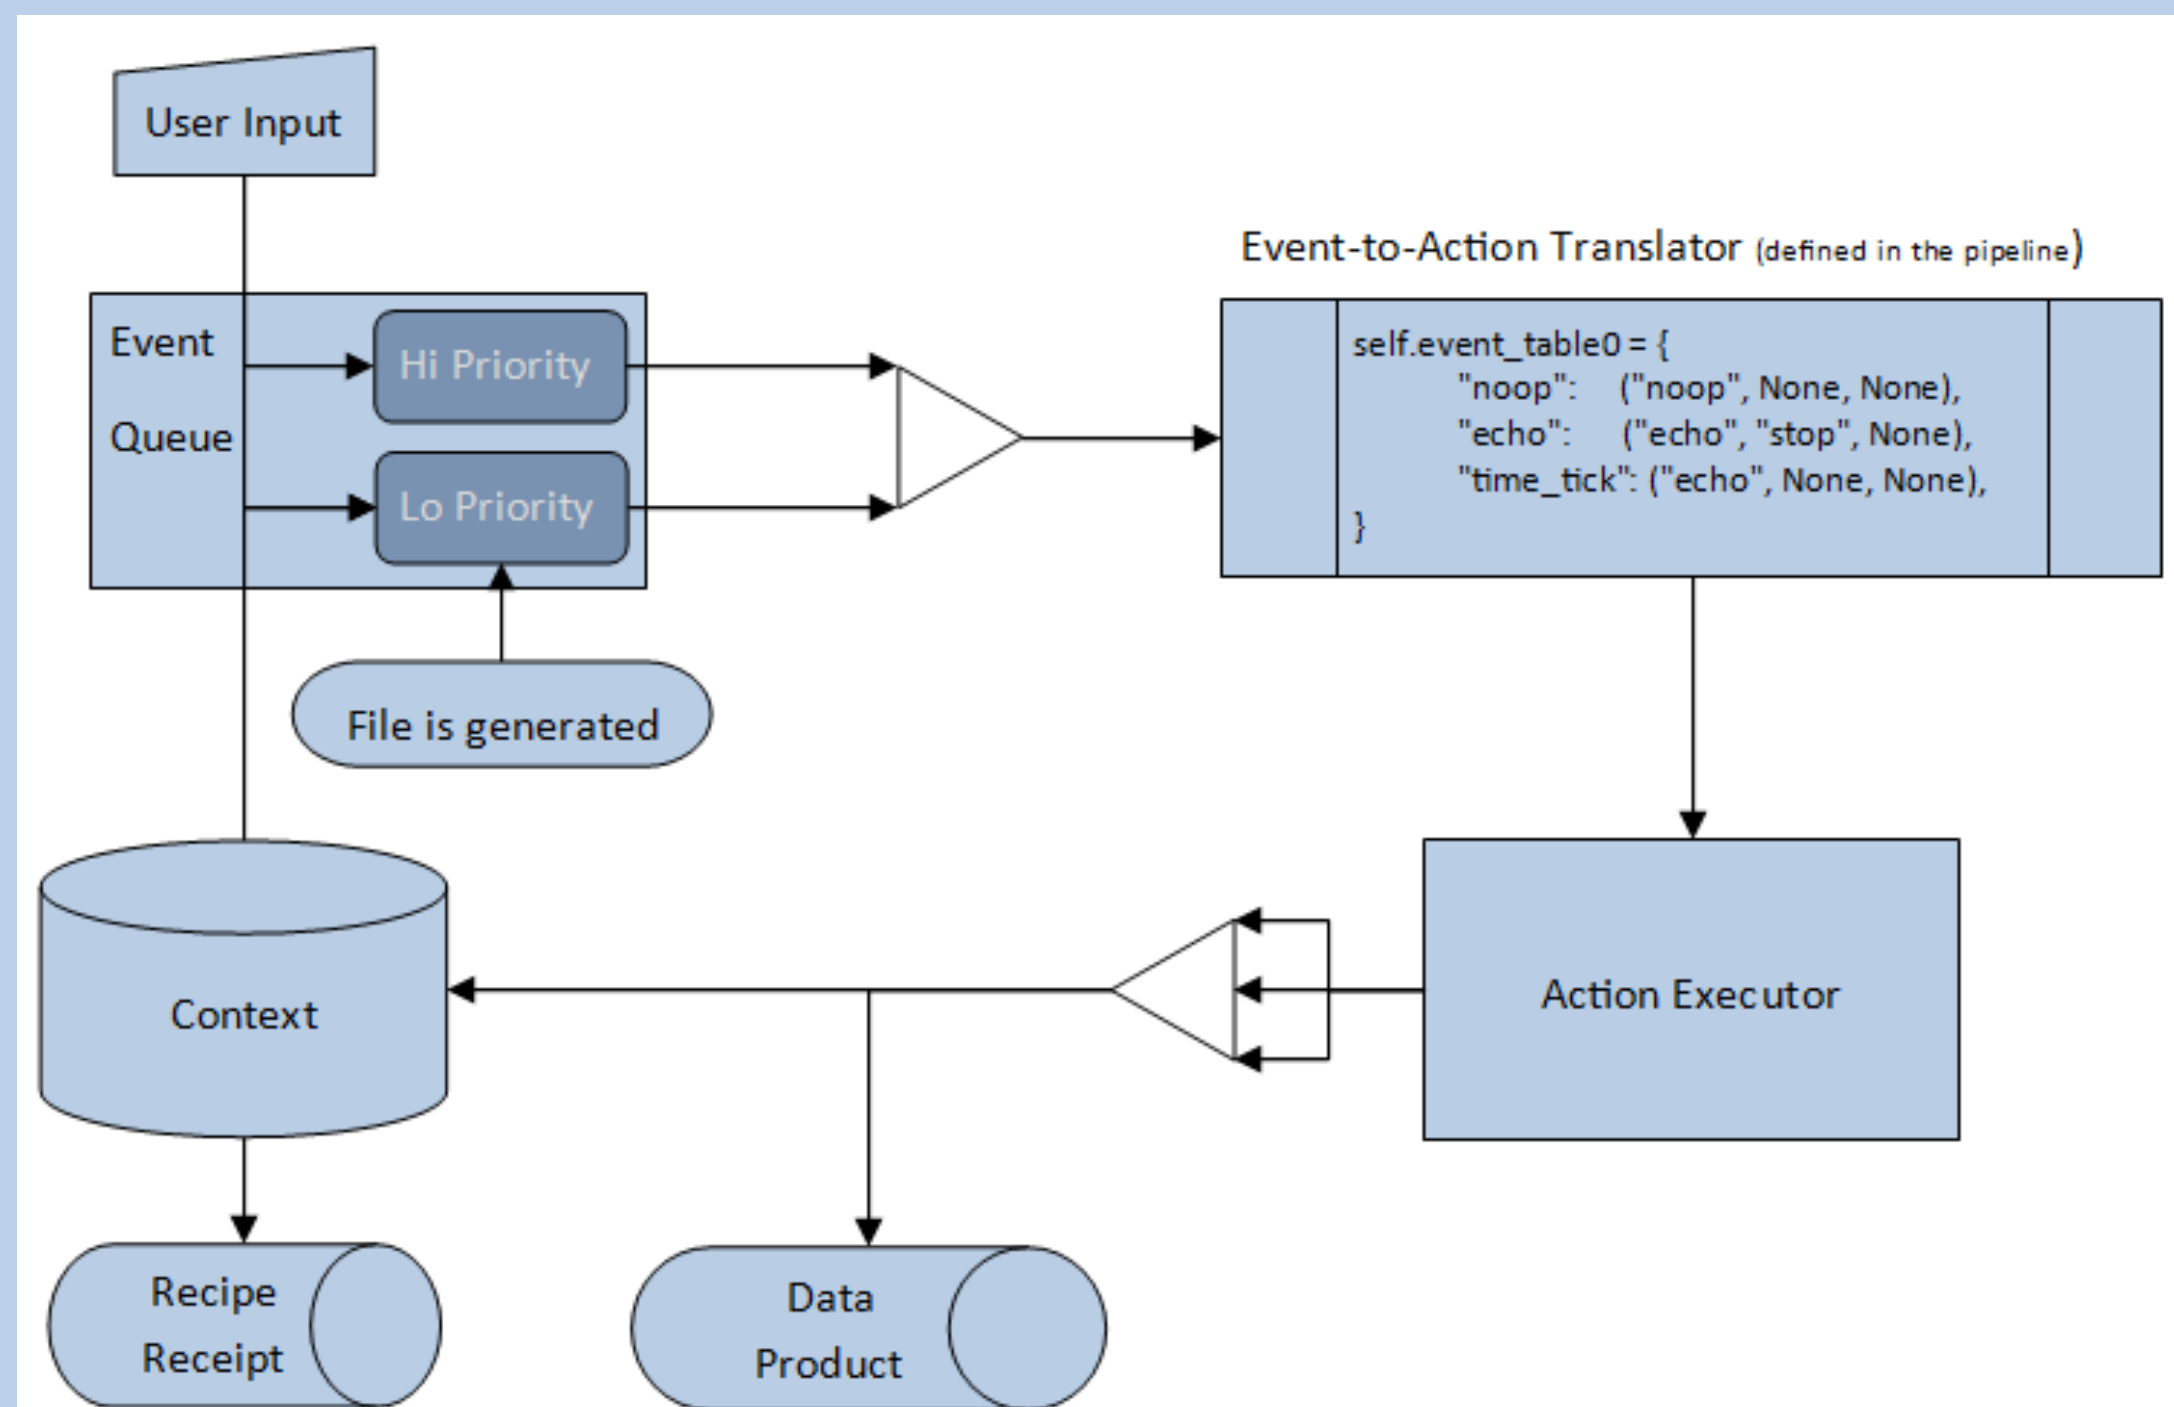 User Input
Event-to-Action Translator (defined in the pipeline)
Event
Queue
Hi Priority
Lo Priority
self.event_table0 = {
"noop": ("noop", None, None),
"echo": ("echo", "stop", None),
"time_tick": ("echo", None, None),
}
File is generated
Context
Action Executor
Recipe
Receipt
Data
Product